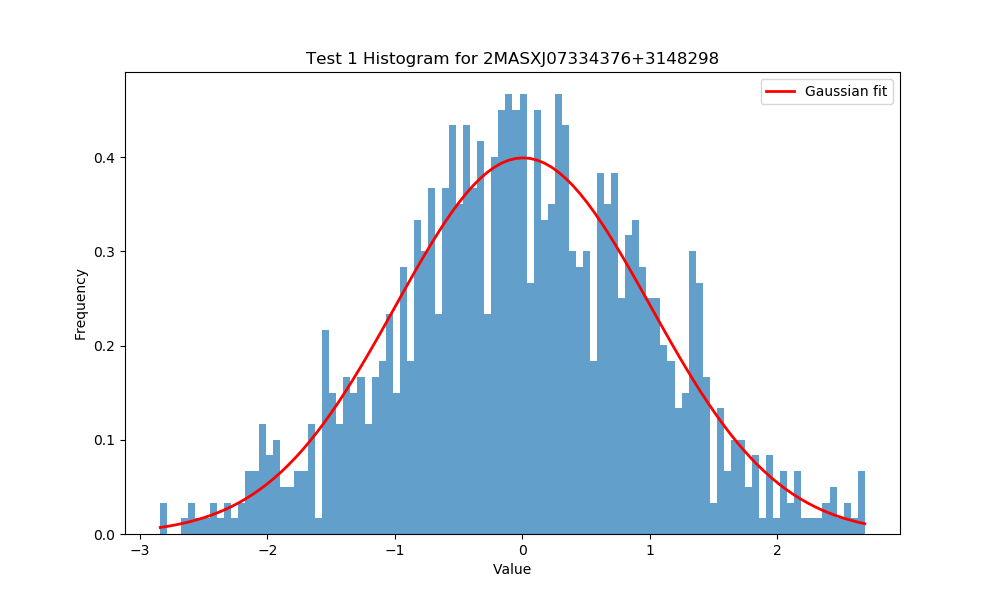 Test 1 Histogram for 2MASXJ07334376+3148298
Gaussian fit
Frequency
0.4
0.3
0.2
0.1
0.0
−3
−2
−1
0
1
2
Value